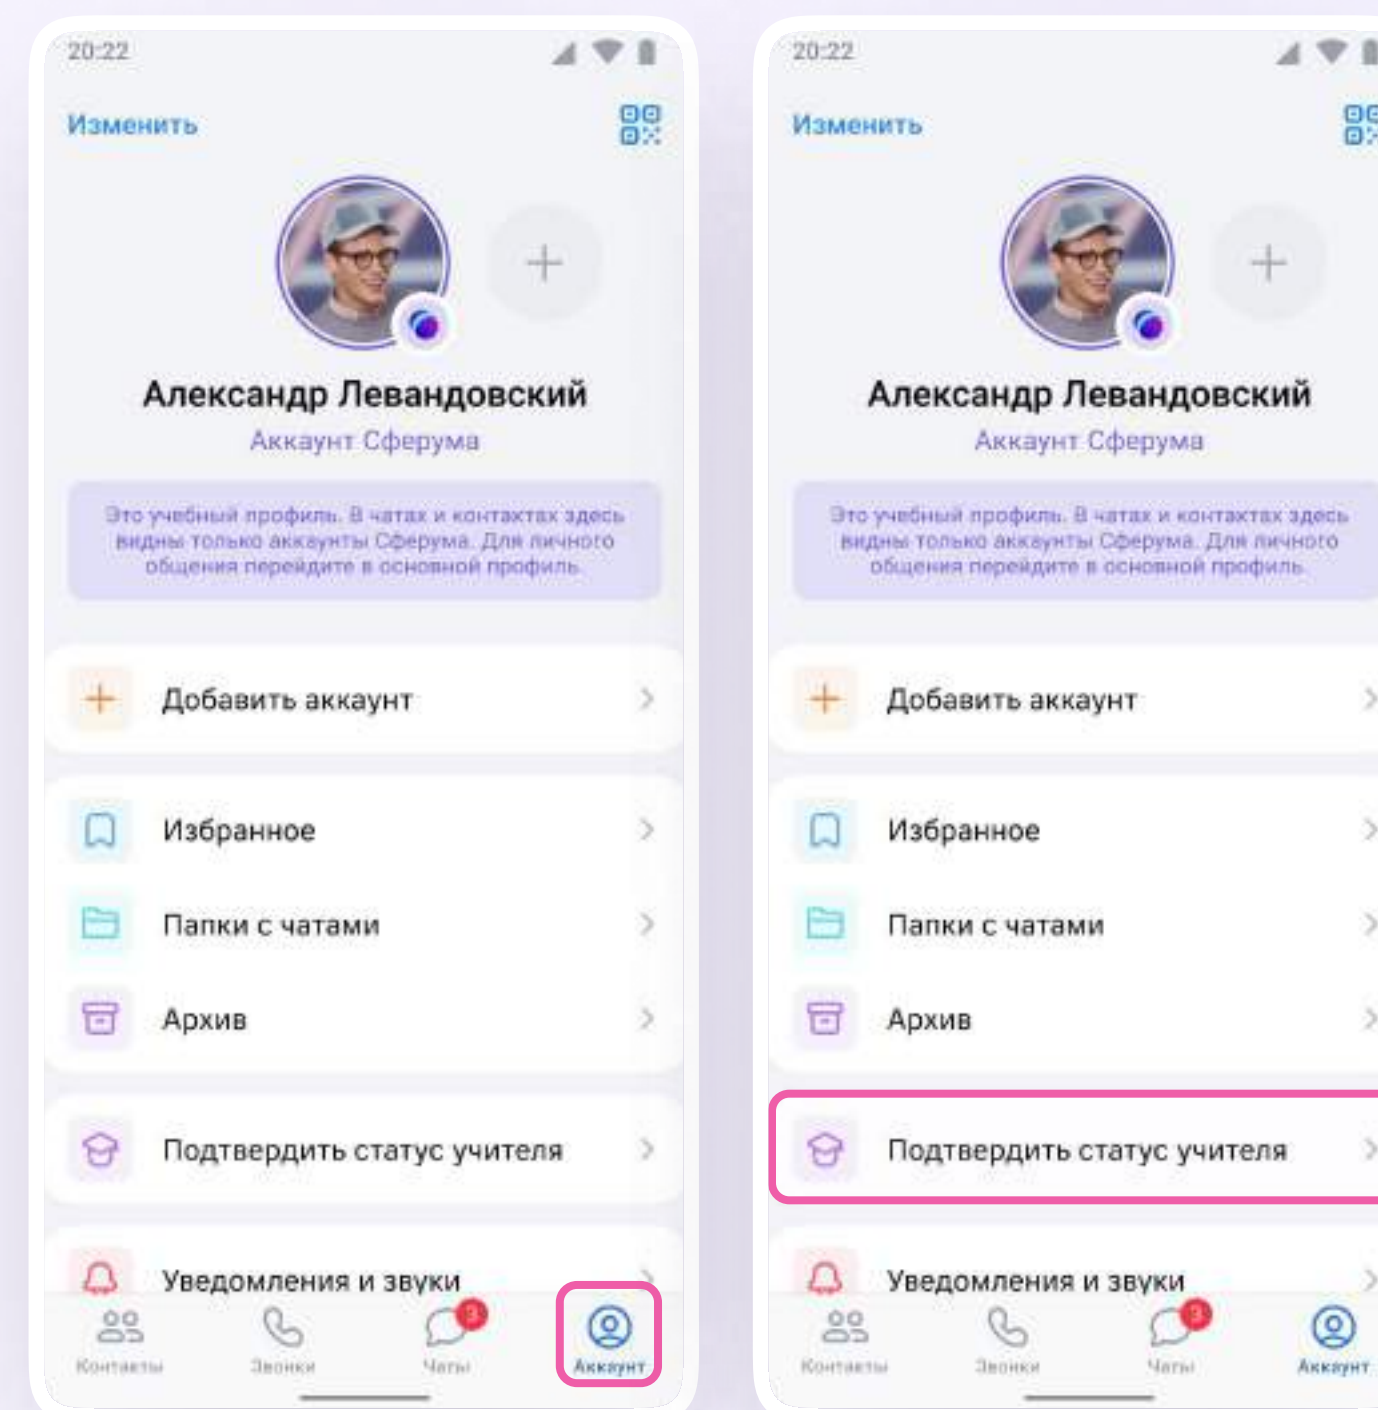 20:22
Изменить
Александр Левандовский
Аккаунт Сферума
Это учебный профиль. В чатах и контактах здесь
видны только аккаунты Сферума. Для личного
общения перейдите в основной профиль.
Добавить аккаунт
Избранное
Папки с чатами
Архив
Подтвердить статус учителя
Уведомления и звуки
3
Контакты
Звонки
Чаты
Аккаунт
20:22
Изменить
Александр Левандовский
Аккаунт Сферума
Это учебный профиль. В чатах и контактах здесь
видны только аккаунты Сферума. Для личного
общения перейдите в основной профиль.
Добавить аккаунт
Избранное
Папки с чатами
Архив
Подтвердить статус учителя
Уведомления и звуки
3
Контакты
Звонки
Чаты
Аккаунт